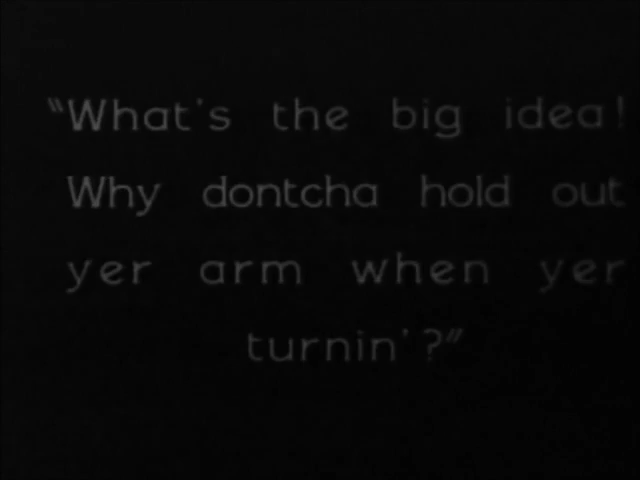 "What's the big idea!
Why dontcha hold out
yer arm when yer
turnin'?"